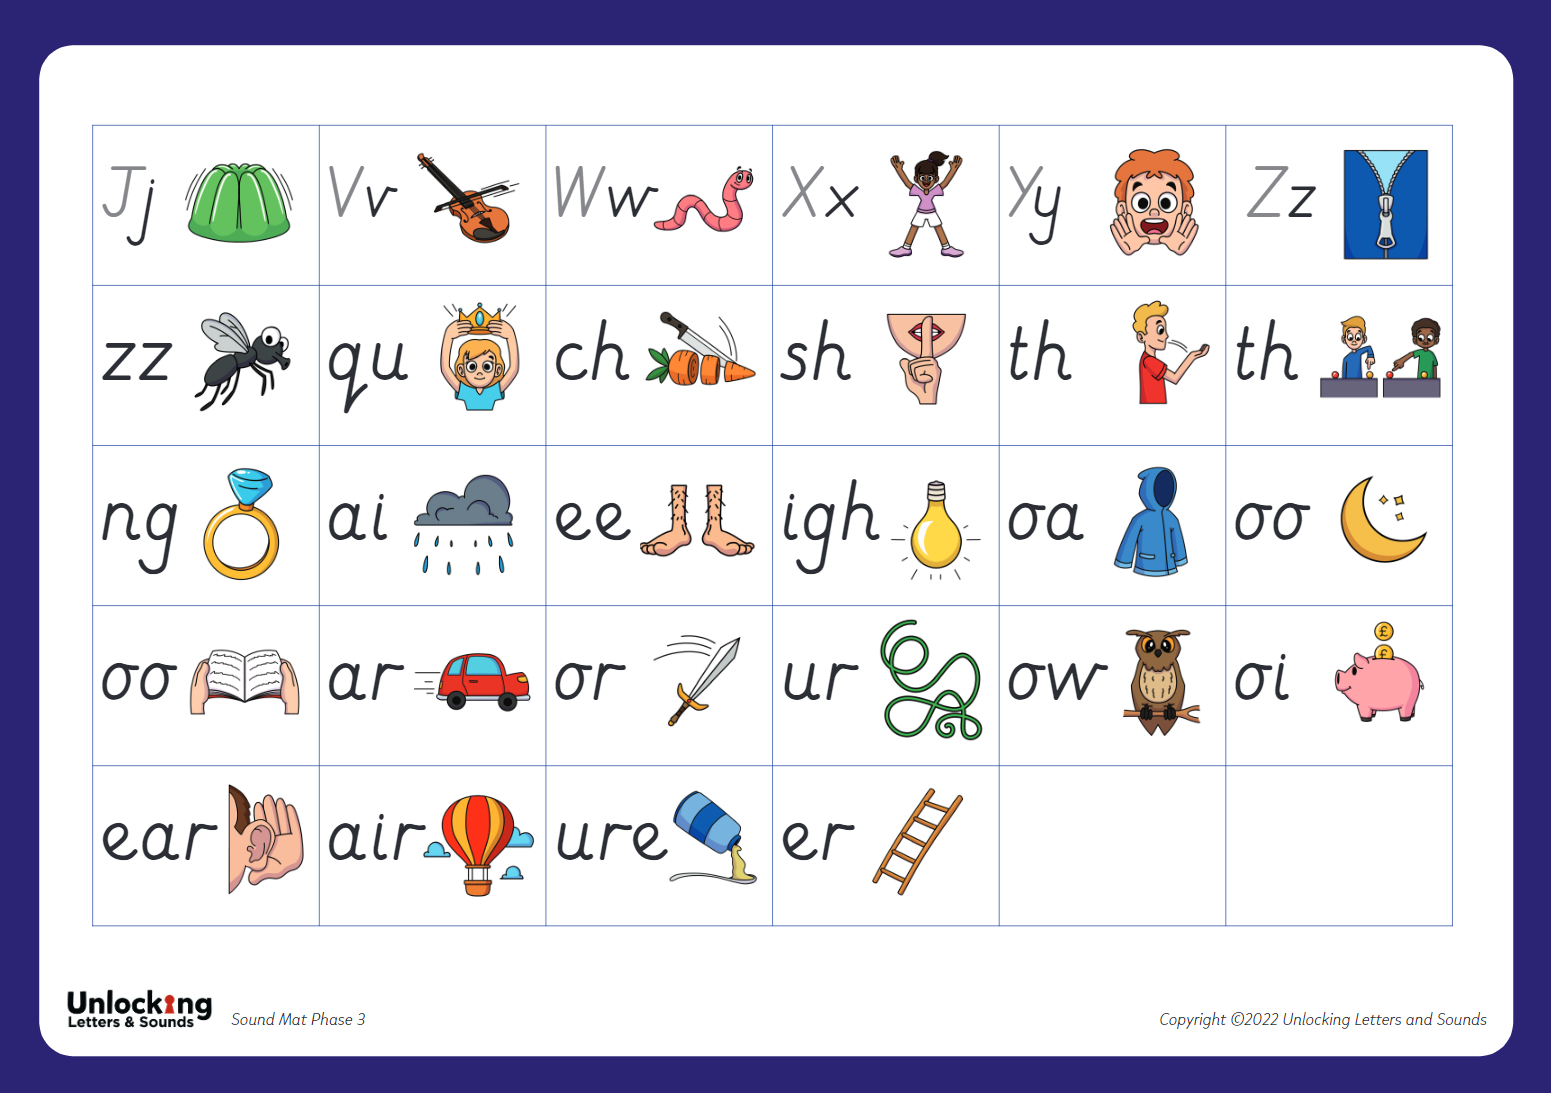 Jj Vv Ww Xx Yy Zz
zz qu ch sh th th
ng ai ee igh oa oo
£
£
oo ar or ur ow oi
ear air ure er
Unlocking
Letters & Sounds
Sound Mat Phase 3
Copyright ©2022 Unlocking Letters and Sounds